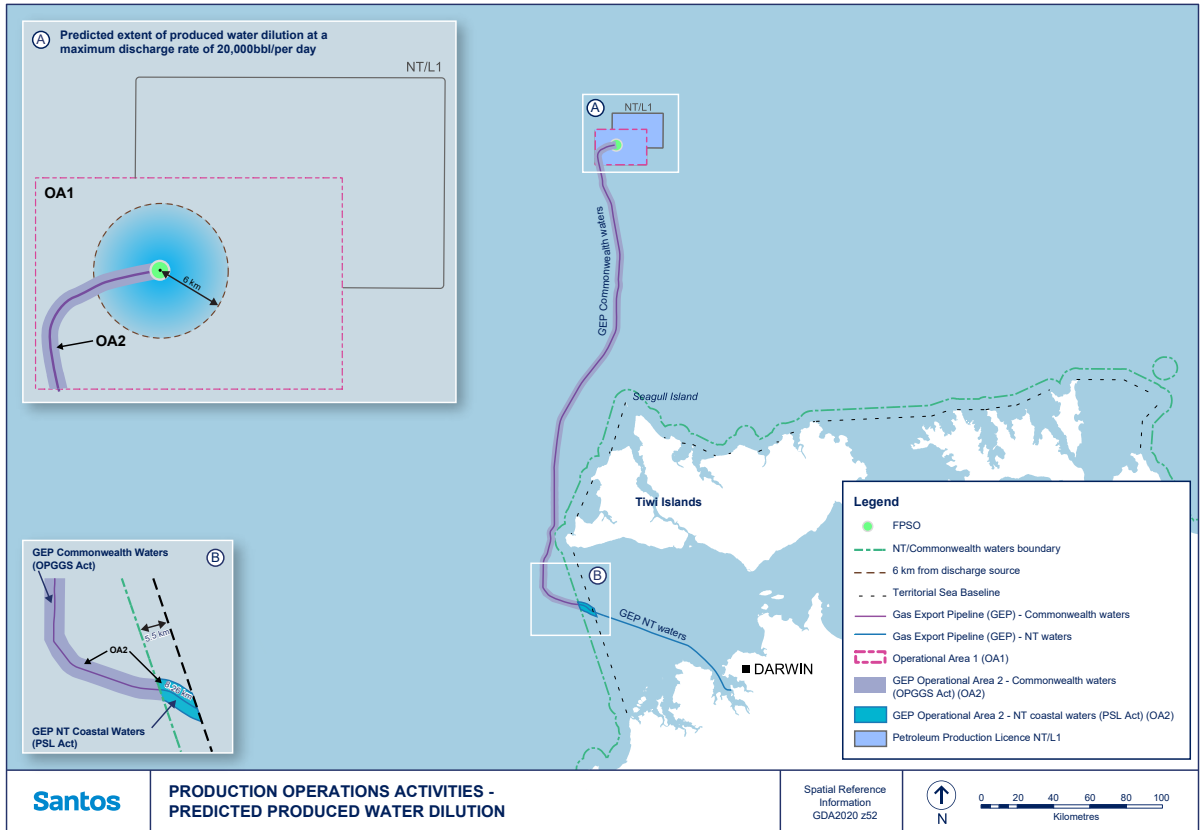 A
Predicted extent of produced water dilution at a
maximum discharge rate of 20,000bbl/per day
NT/L1
OA1
6 km
OA2
A
NT/L1
GEP Commonwealth waters
Seagull Island
Tiwi Islands
B
GEP NT waters
DARWIN
GEP Commonwealth Waters
(OPGGS Act)
B
5.5 km
OA2
GEP NT Coastal Waters
(PSL Act)
Legend
FPSO
NT/Commonwealth waters boundary
6 km from discharge source
Territorial Sea Baseline
Gas Export Pipeline (GEP) - Commonwealth waters
Gas Export Pipeline (GEP) - NT waters
Operational Area 1 (OA1)
GEP Operational Area 2 - Commonwealth waters
(OPGGS Act) (OA2)
GEP Operational Area 2 - NT coastal waters (PSL Act) (OA2)
Petroleum Production Licence NT/L1
Santos
PRODUCTION OPERATIONS ACTIVITIES -
PREDICTED PRODUCED WATER DILUTION
Spatial Reference
Information
GDA2020 z52
N
0 20 40 60 80 100
Kilometres